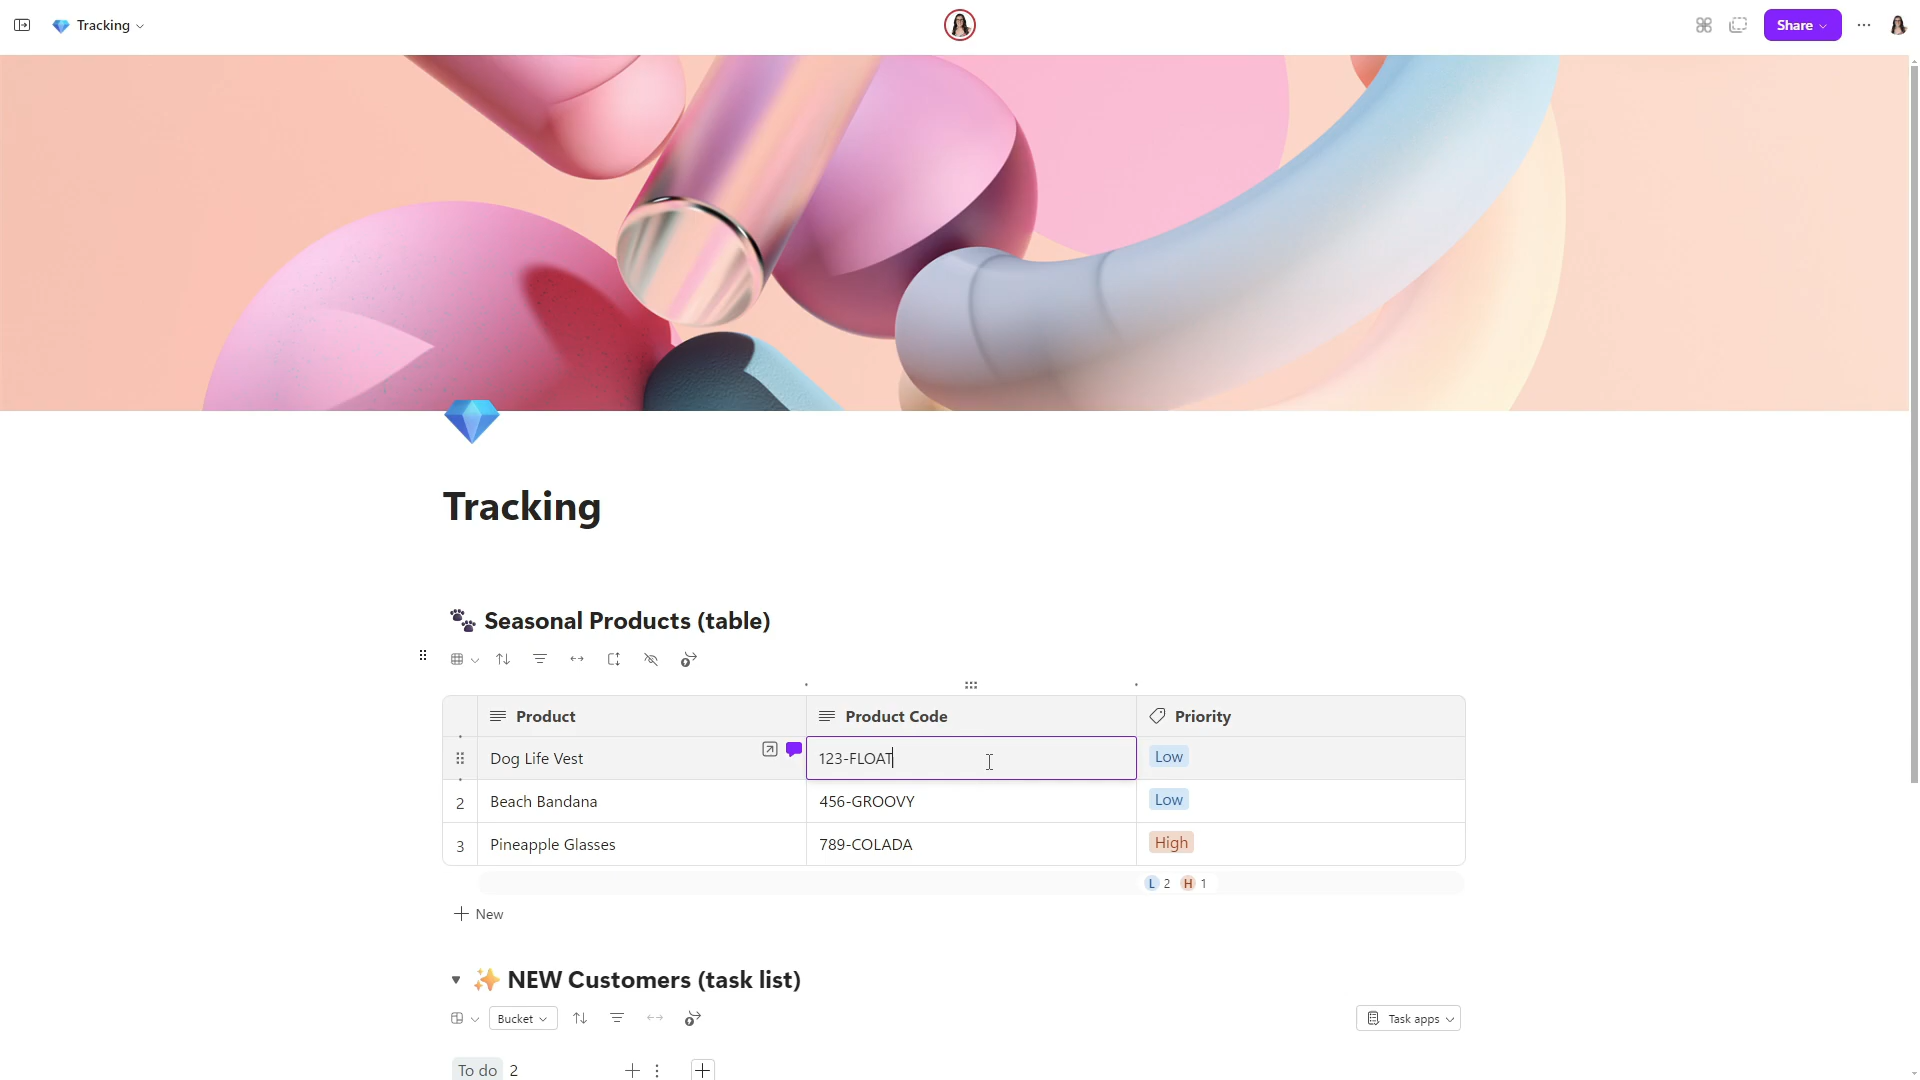 Tracking
Share
Tracking
Seasonal Products (table)
Product Product Code Priority
Dog Life Vest 123-FLOAT Low
2 Beach Bandana 456-GROOVY Low
3 Pineapple Glasses 789-COLADA High
L 2 H 1
New
NEW Customers (task list)
Bucket Task apps
To do 2